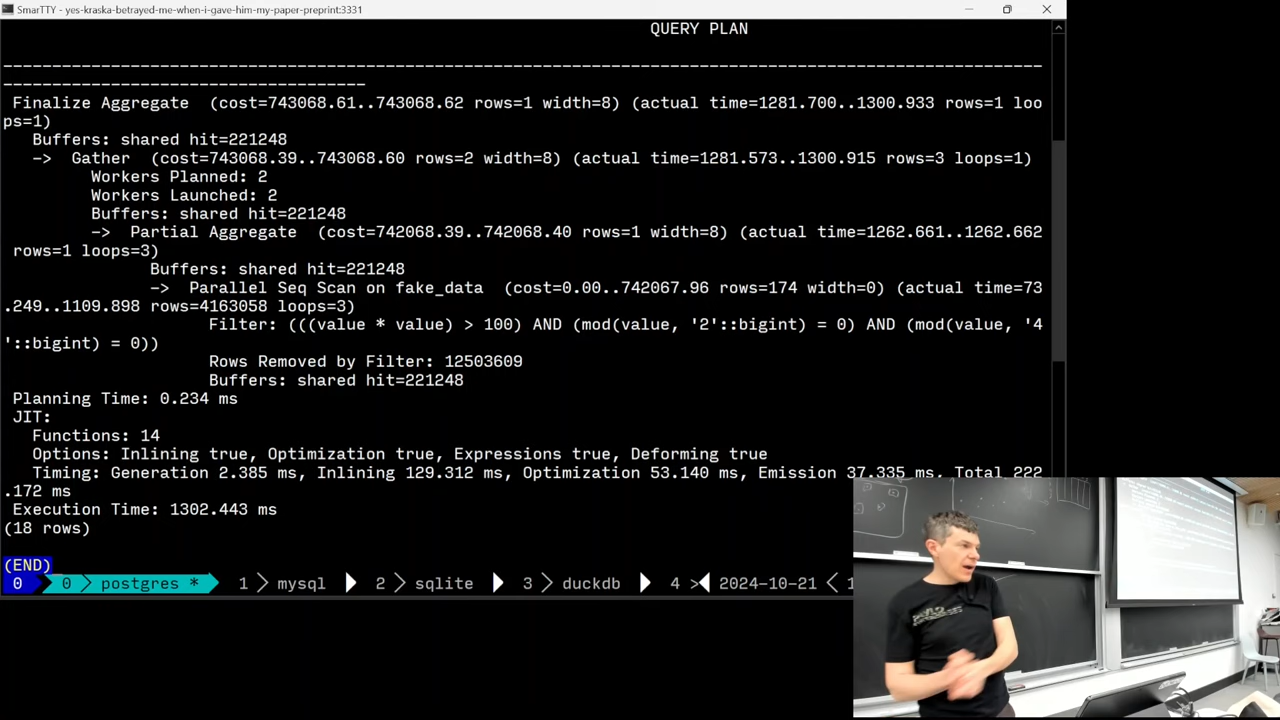 SmarTTY - yes-kraska-betrayed-me-when-i-gave-him-my-paper-preprint:3331
QUERY PLAN
----------------------------------------------------------------------------------------------------------
-------------------------------------
Finalize Aggregate  (cost=743068.61..743068.62 rows=1 width=8) (actual time=1281.700..1300.933 rows=1 loo
ps=1)
Buffers: shared hit=221248
->  Gather  (cost=743068.39..743068.60 rows=2 width=8) (actual time=1281.573..1300.915 rows=3 loops=1)
Workers Planned: 2
Workers Launched: 2
Buffers: shared hit=221248
->  Partial Aggregate  (cost=742068.39..742068.40 rows=1 width=8) (actual time=1262.661..1262.662
rows=1 loops=3)
Buffers: shared hit=221248
->  Parallel Seq Scan on fake_data  (cost=0.00..742067.96 rows=174 width=0) (actual time=73
.249..1109.898 rows=4163058 loops=3)
Filter: (((value * value) > 100) AND (mod(value, '2'::bigint) = 0) AND (mod(value, '4
'::bigint) = 0))
Rows Removed by Filter: 12503609
Buffers: shared hit=221248
Planning Time: 0.234 ms
JIT:
Functions: 14
Options: Inlining true, Optimization true, Expressions true, Deforming true
Timing: Generation 2.385 ms, Inlining 129.312 ms, Optimization 53.140 ms, Emission 37.335 ms, Total 222
.172 ms
Execution Time: 1302.443 ms
(18 rows)
(END)
0 0 postgres * 1 mysql 2 sqlite 3 duckdb 4 > 2024-10-21 1